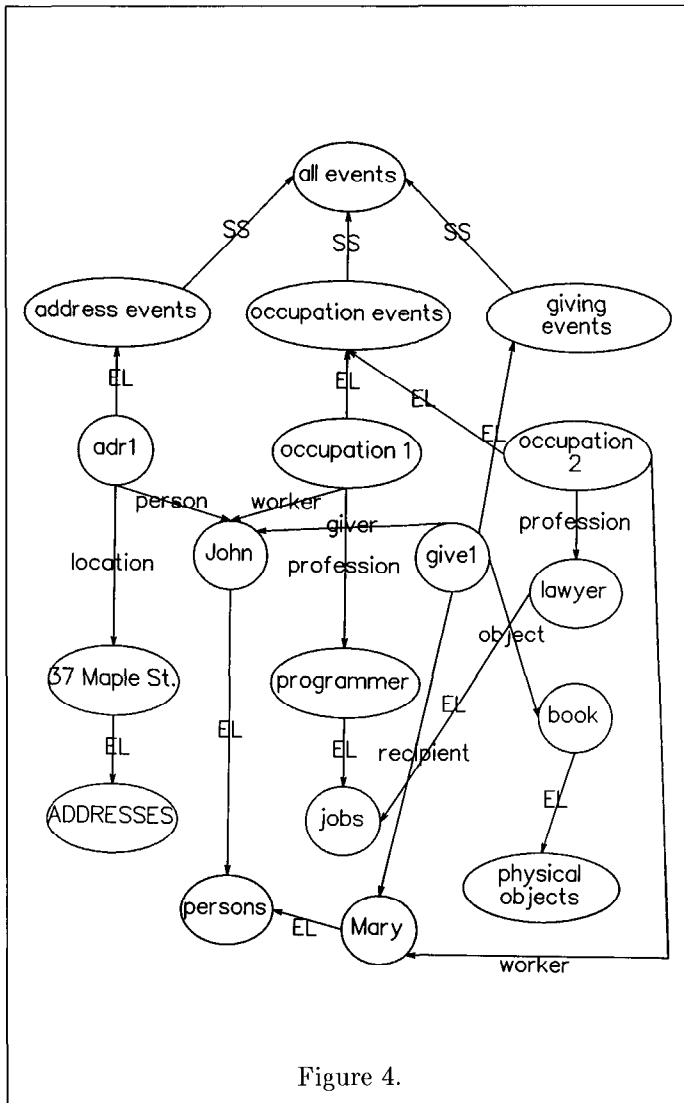 all events
SS
SS
SS
address events
occupation events
giving
events
EL
EL
EL
EL
adr1
occupation 1
occupation
2
person
worker
giver
profession
John
give1
location
profession
lawyer
object
37 Maple St.
programmer
book
EL
EL
EL
EL
recipient
EL
ADDRESSES
jobs
physical
objects
persons
EL
Mary
worker
Figure 4.